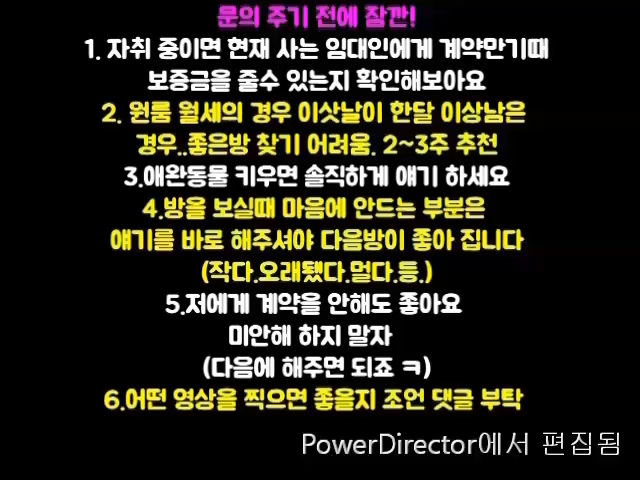 문의 주기 전에 잠깐!
1. 자취 중이면 현재 사는 임대인에게 계약만기때
보증금을 줄수 있는지 확인해보아요
2. 원룸 월세의 경우 이삿날이 한달 이상남은
경우..좋은방 찾기 어려움. 2~3주 추천
3.애완동물 키우면 솔직하게 얘기 하세요
4.방을 보실때 마음에 안드는 부분은
얘기를 바로 해주셔야 다음방이 좋아 집니다
(작다.오래됐다.멀다.등.)
5.저에게 계약을 안해도 좋아요
미안해 하지 말자
(다음에 해주면 되죠 ㅋ)
6.어떤 영상을 찍으면 좋을지 조언 댓글 부탁
PowerDirector에서 편집됨